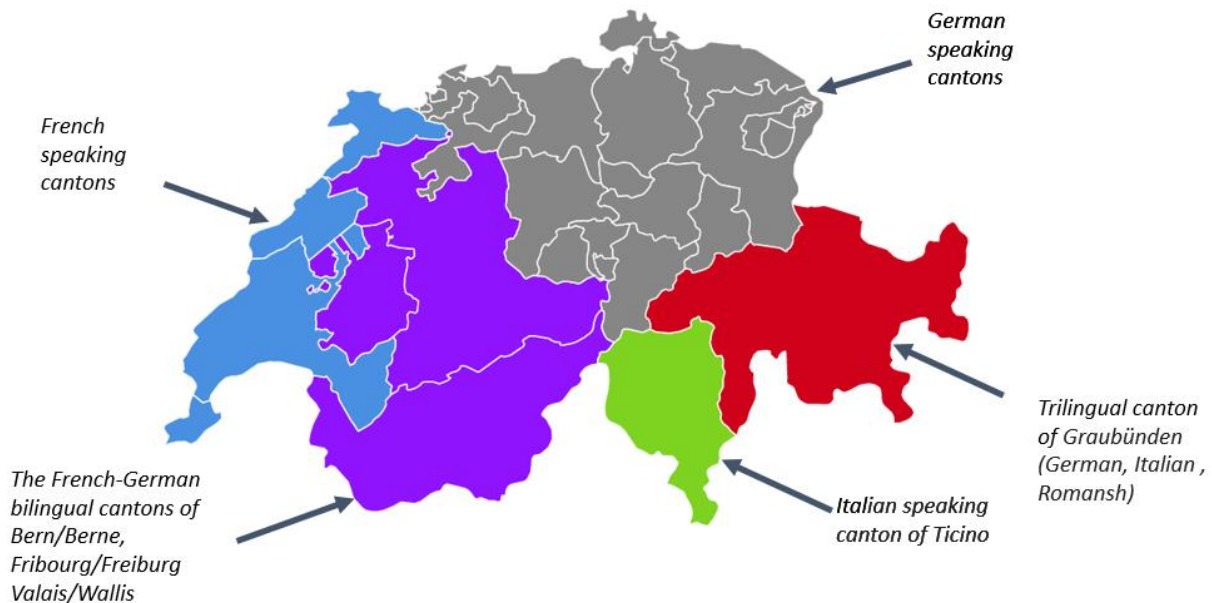 German
speaking
cantons
French
speaking
cantons
Trilingual canton
of Graubünden
(German, Italian ,
Romansh)
The French-German
bilingual cantons of
Bern/Berne,
Fribourg/Freiburg
Valais/Wallis
Italian speaking
canton of Ticino